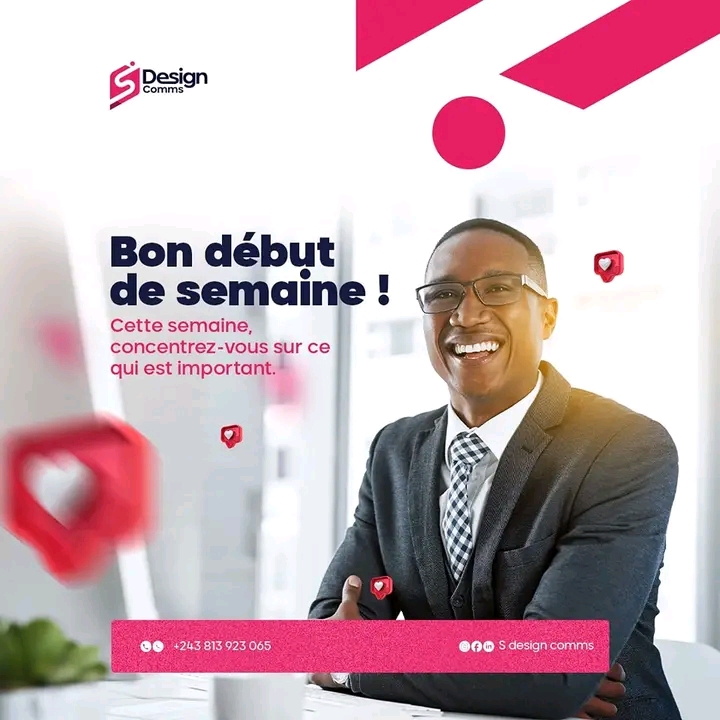 Design
Comms
Bon début
de semaine !
Cette semaine,
concentrez-vous sur ce
qui est important.
+243 813 923 065
S design comms